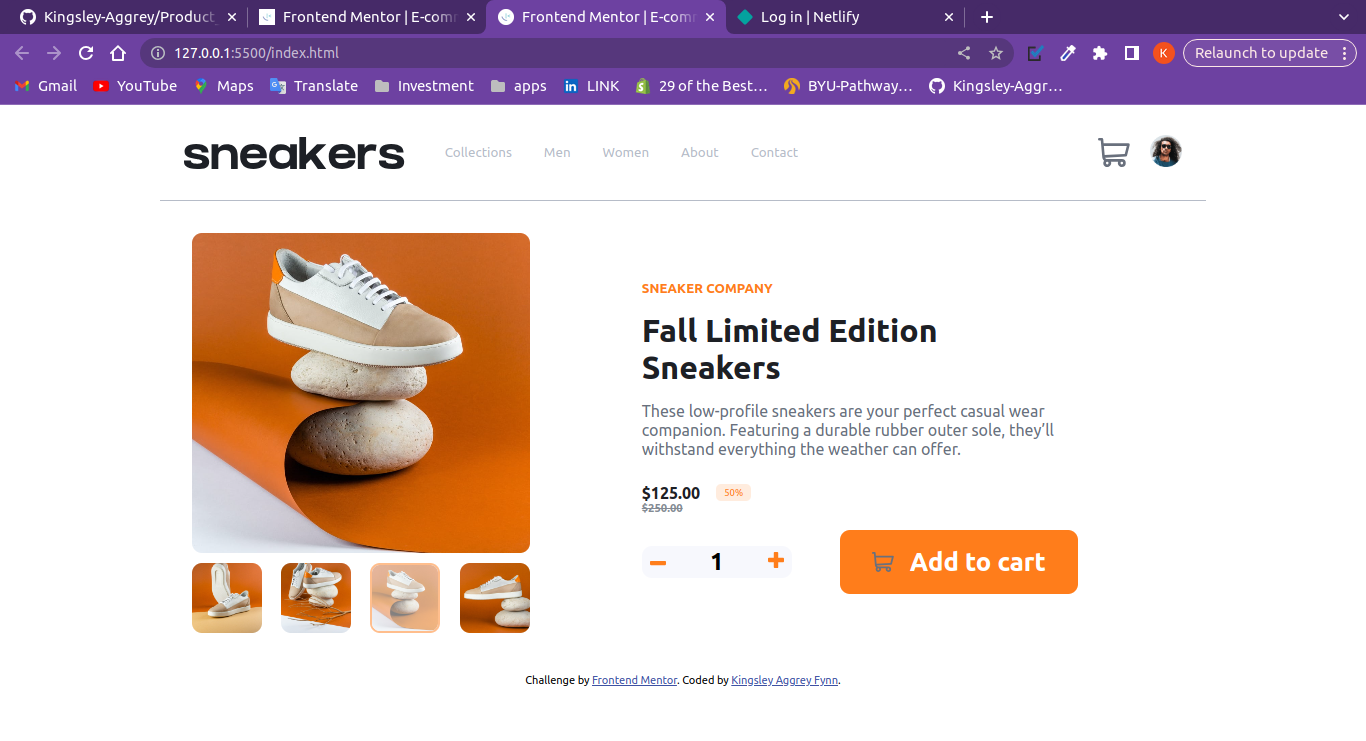 Kingsley-Aggrey/Product_
Frontend Mentor | E-comm
Frontend Mentor | E-comm
Log in | Netlify
127.0.0.1:5500/index.html
K
Relaunch to update
Gmail
YouTube
Maps
Translate
Investment
apps
LINK
29 of the Best...
BYU-Pathway...
Kingsley-Aggr...
sneakers
Collections
Men
Women
About
Contact
SNEAKER COMPANY
Fall Limited Edition
Sneakers
These low-profile sneakers are your perfect casual wear
companion. Featuring a durable rubber outer sole, they’ll
withstand everything the weather can offer.
$125.00 50%
$250.00
1
Add to cart
Challenge by Frontend Mentor. Coded by Kingsley Aggrey Fynn.